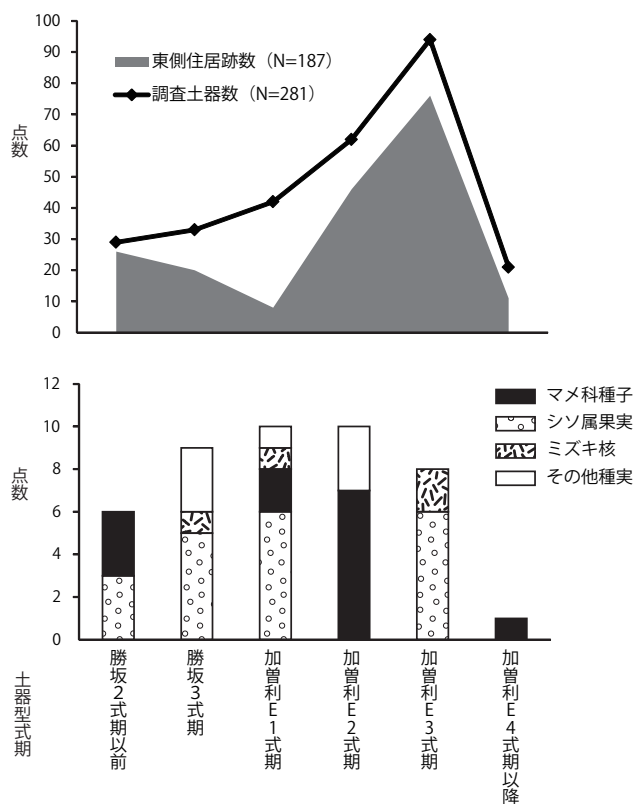 100
90
80
70
60
50
40
30
20
10
0
点数
東側住居跡数（N=187）
調査土器数（N=281）
12
10
8
6
4
2
0
点数
マメ科種子
シソ属果実
ミズキ核
その他種実
土器型式期
勝坂2式期以前
勝坂3式期
加曽利E1式期
加曽利E2式期
加曽利E3式期
加曽利E4式期以降